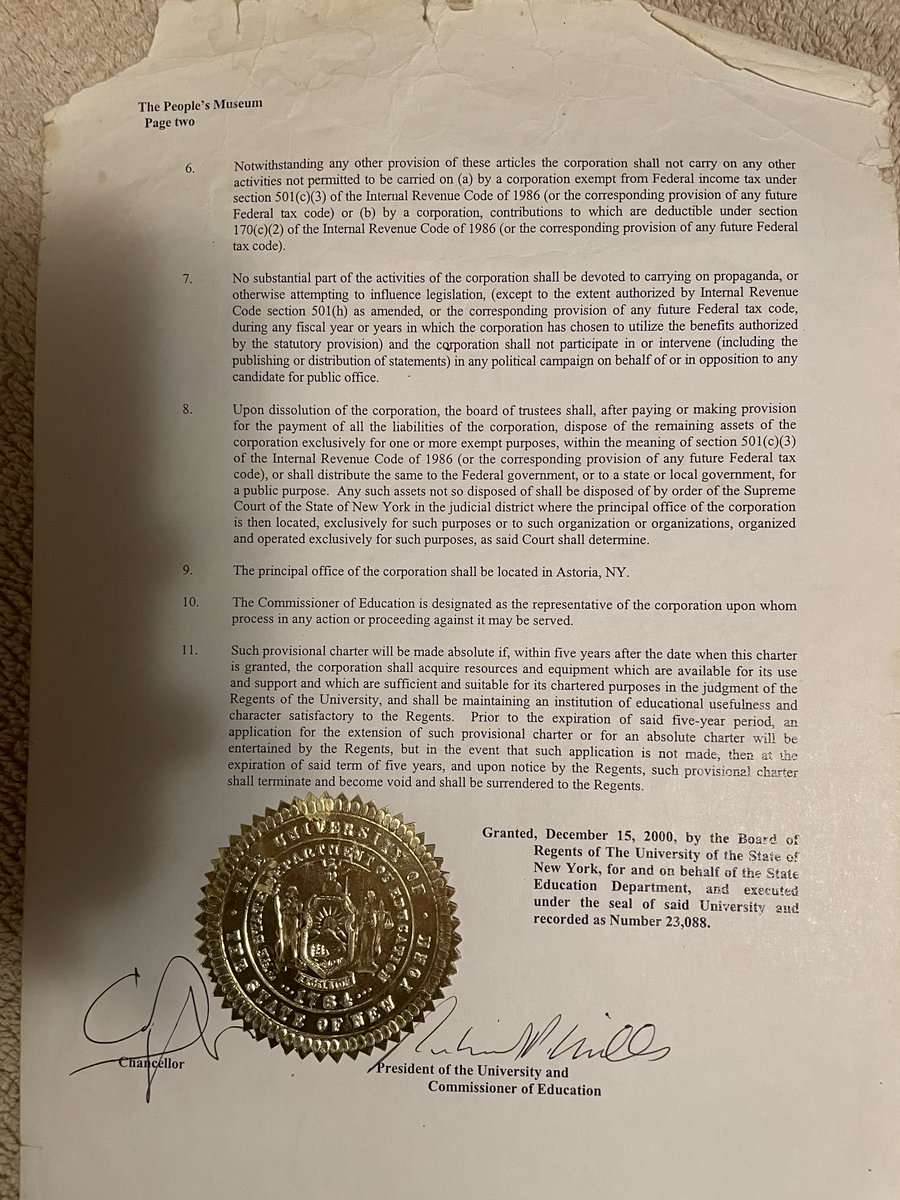 The People's Museum
Page two
6. Notwithstanding any other provision of these articles the corporation shall not carry on any other
activities not permitted to be carried on (a) by a corporation exempt from Federal income tax under
section 501(c)(3) of the Internal Revenue Code of 1986 (or the corresponding provision of any future
Federal tax code) or (b) by a corporation, contributions to which are deductible under section
170(c)(2) of the Internal Revenue Code of 1986 (or the corresponding provision of any future Federal
tax code).
7. No substantial part of the activities of the corporation shall be devoted to carrying on propaganda, or
otherwise attempting to influence legislation, (except to the extent authorized by Internal Revenue
Code section 501(h) as amended, or the corresponding provision of any future Federal tax code,
during any fiscal year or years in which the corporation has chosen to utilize the benefits authorized
by the statutory provision) and the corporation shall not participate in or intervene (including the
publishing or distribution of statements) in any political campaign on behalf of or in opposition to any
candidate for public office.
8. Upon dissolution of the corporation, the board of trustees shall, after paying or making provision
for the payment of all the liabilities of the corporation, dispose of the remaining assets of the
corporation exclusively for one or more exempt purposes, within the meaning of section 501(c)(3)
of the Internal Revenue Code of 1986 (or the corresponding provision of any future Federal tax
code), or shall distribute the same to the Federal government, or to a state or local government, for
a public purpose. Any such assets not so disposed of shall be disposed of by order of the Supreme
Court of the State of New York in the judicial district where the principal office of the corporation
is then located, exclusively for such purposes or to such organization or organizations, organized
and operated exclusively for such purposes, as said Court shall determine.
9. The principal office of the corporation shall be located in Astoria, NY.
10. The Commissioner of Education is designated as the representative of the corporation upon whom
process in any action or proceeding against it may be served.
11. Such provisional charter will be made absolute if, within five years after the date when this charter
is granted, the corporation shall acquire resources and equipment which are available for its use
and support and which are sufficient and suitable for its chartered purposes in the judgment of the
Regents of the University, and shall be maintaining an institution of educational usefulness and
character satisfactory to the Regents. Prior to the expiration of said five-year period, an
application for the extension of such provisional charter or for an absolute charter will be
entertained by the Regents, but in the event that such application is not made, then at the
expiration of said term of five years, and upon notice by the Regents, such provisional charter
shall terminate and become void and shall be surrendered to the Regents.
Granted, December 15, 2000, by the Board of
Regents of The University of the State of
New York, for and on behalf of the State
Education Department, and executed
under the seal of said University and
recorded as Number 23,088.
THE UNIVERSITY OF
THE STATE OF NEW YORK
STATE DEPARTMENT OF EDUCATION
EXCELSIOR
1784
Chancellor
Richard P. Mills
President of the University and
Commissioner of Education